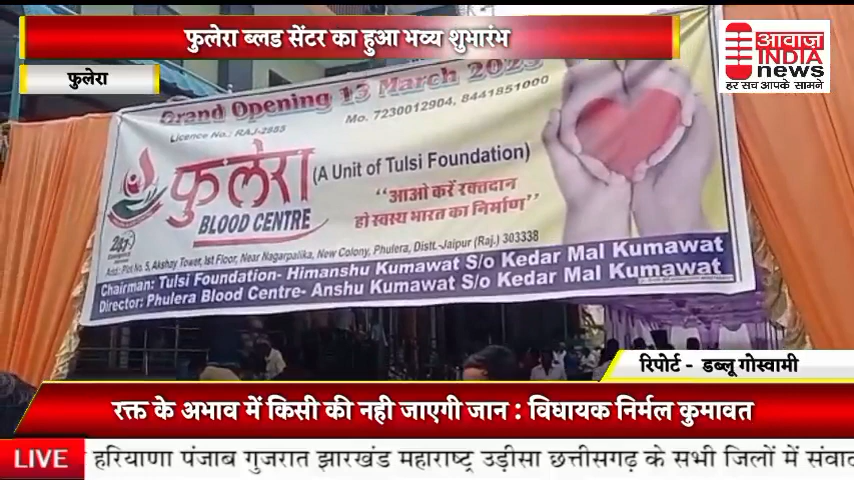 फुलेरा ब्लड सेंटर का हुआ भव्य शुभारंभ
फुलेरा
आवाज़
INDIA
news
हर सच आपके सामने
Grand Opening 13 March 2023
Mo. 7230012904, 8441851000
Licence No.: RAJ-2885
फुलेरा (A Unit of Tulsi Foundation)
BLOOD CENTRE
“आओ करें रक्तदान
हो स्वस्थ भारत का निर्माण”
24x7
Add.: Plot No. 5, Akshay Tower, Ist Floor, Near Nagarpalika, New Colony, Phulera, Distt.-Jaipur (Raj.) 303338
Chairman: Tulsi Foundation- Himanshu Kumawat S/o Kedar Mal Kumawat
Director: Phulera Blood Centre- Anshu Kumawat S/o Kedar Mal Kumawat
रिपोर्ट - डब्लू गोस्वामी
रक्त के अभाव में किसी की नही जाएगी जान : विधायक निर्मल कुमावत
LIVE हरियाणा पंजाब गुजरात झारखंड महाराष्ट्र उड़ीसा छत्तीसगढ़ के सभी जिलों में संवाद